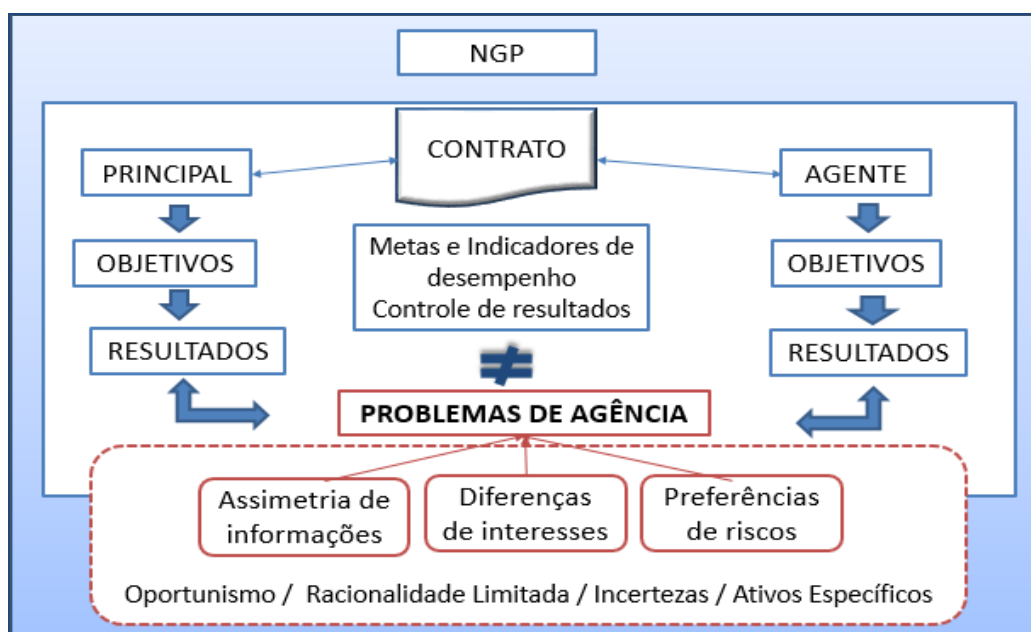 NGP
CONTRATO
PRINCIPAL
AGENTE
OBJETIVOS
Metas e Indicadores de
desempenho
Controle de resultados
OBJETIVOS
RESULTADOS
RESULTADOS
≠
PROBLEMAS DE AGÊNCIA
Assimetria de
informações
Diferenças
de interesses
Preferências
de riscos
Oportunismo / Racionalidade Limitada / Incertezas / Ativos Específicos